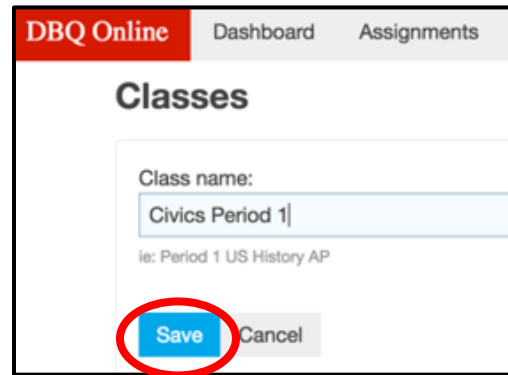 DBQ Online Dashboard Assignments
Classes
Class name:
Civics Period 1
ie: Period 1 US History AP
Save Cancel